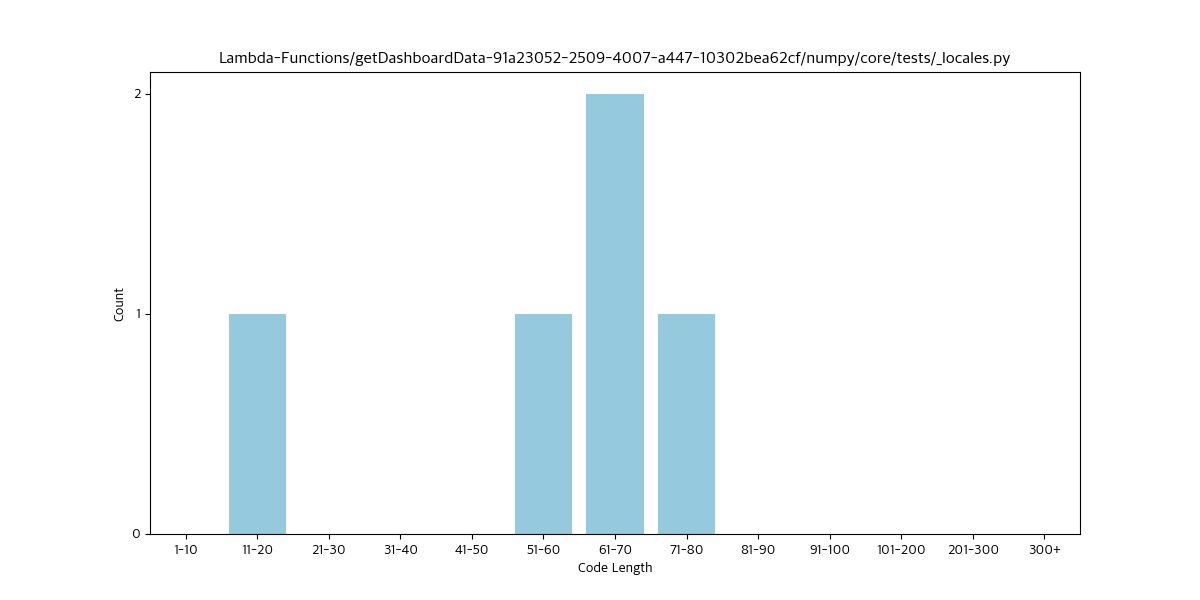 Lambda-Functions/getDashboardData-91a23052-2509-4007-a447-10302bea62cf/numpy/core/tests/_locales.py
2
1
0
Count
1-10 11-20 21-30 31-40 41-50 51-60 61-70 71-80 81-90 91-100 101-200 201-300 300+
Code Length